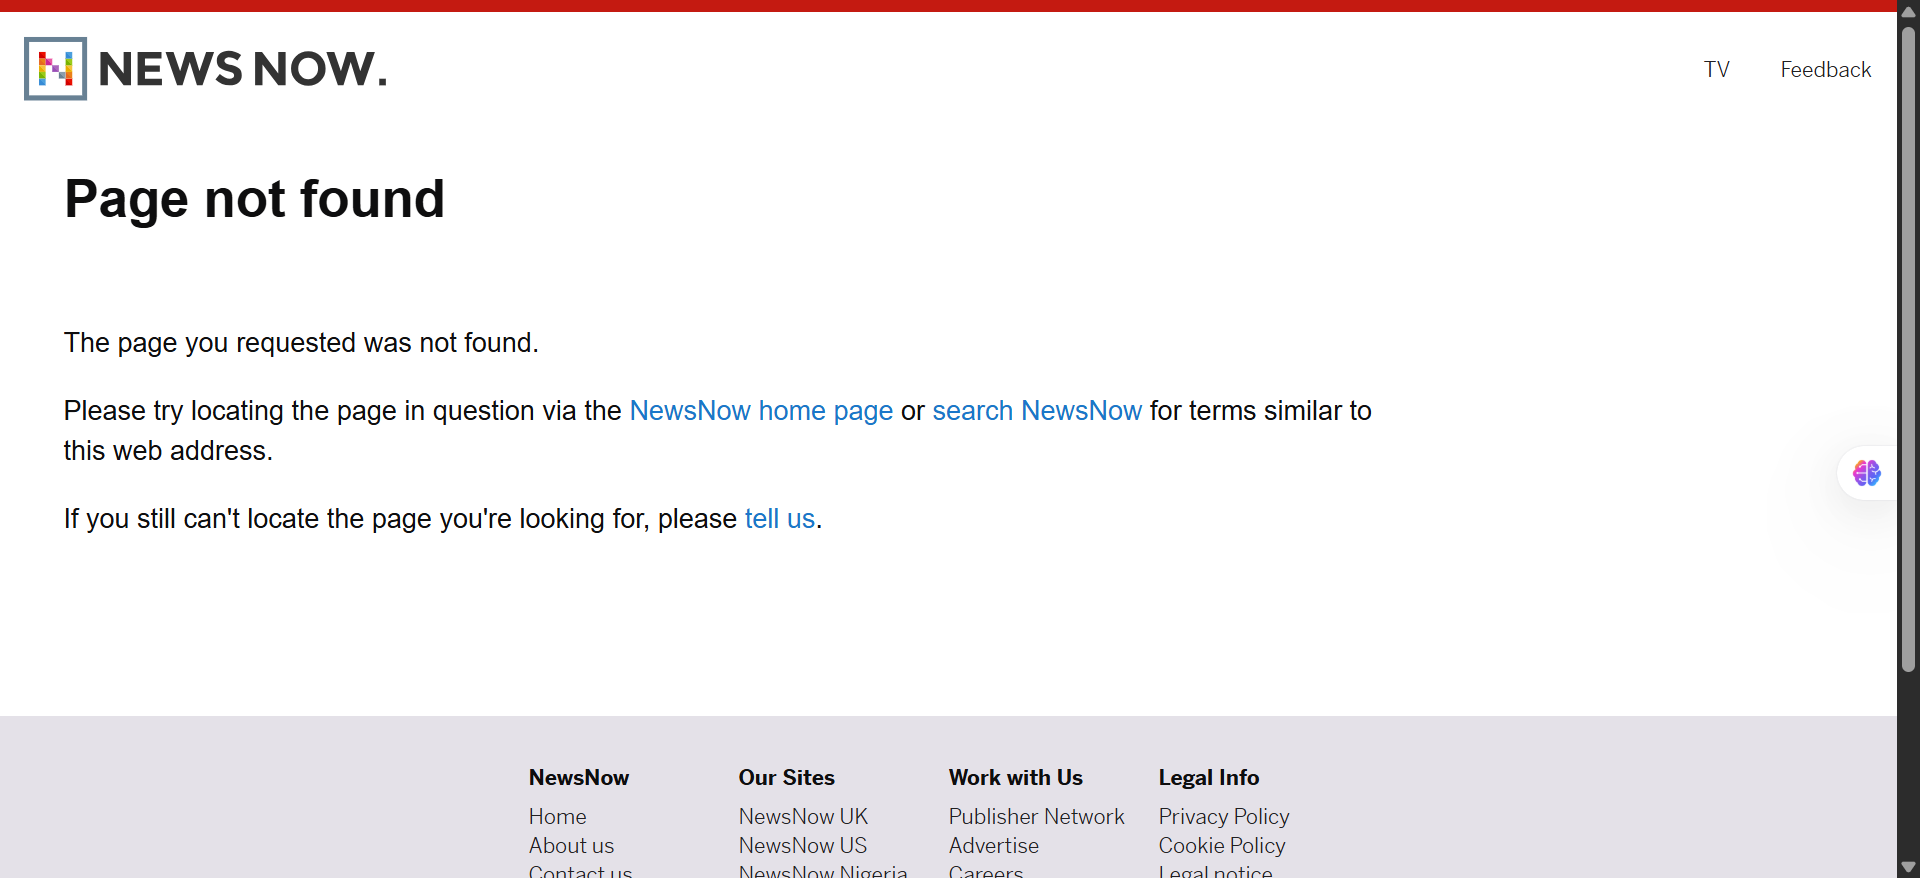 NEWS NOW.
TV Feedback
Page not found
The page you requested was not found.
Please try locating the page in question via the NewsNow home page or search NewsNow for terms similar to
this web address.
If you still can't locate the page you're looking for, please tell us.
NewsNow Our Sites Work with Us Legal Info
Home NewsNow UK Publisher Network Privacy Policy
About us NewsNow US Advertise Cookie Policy
Contact us NewsNow Nigeria Careers Legal notice